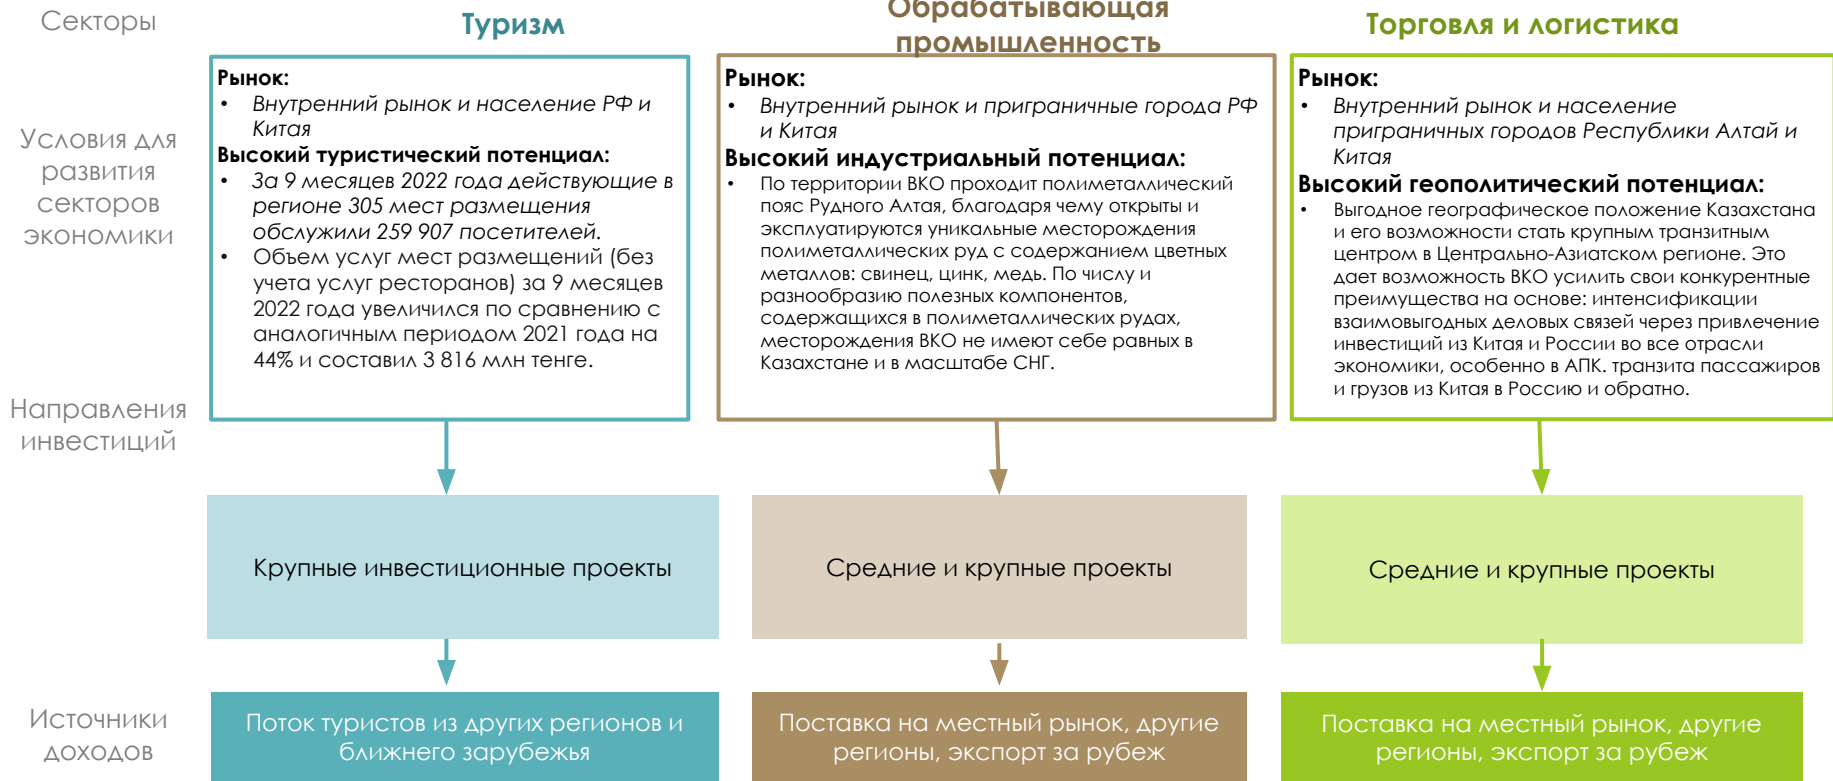 Секторы
Туризм
Обрабатывающая
промышленность
Торговля и логистика
Условия для
развития
секторов
экономики
Рынок:
• Внутренний рынок и население РФ и
Китая
Высокий туристический потенциал:
• За 9 месяцев 2022 года действующие в
регионе 305 мест размещения
обслужили 259 907 посетителей.
• Объем услуг мест размещений (без
учета услуг ресторанов) за 9 месяцев
2022 года увеличился по сравнению с
аналогичным периодом 2021 года на
44% и составил 3 816 млн тенге.
Рынок:
• Внутренний рынок и приграничные города РФ
и Китая
Высокий индустриальный потенциал:
• По территории ВКО проходит полиметаллический
пояс Рудного Алтая, благодаря чему открыты и
эксплуатируются уникальные месторождения
полиметаллических руд с содержанием цветных
металлов: свинец, цинк, медь. По числу и
разнообразию полезных компонентов,
содержащихся в полиметаллических рудах,
месторождения ВКО не имеют себе равных в
Казахстане и в масштабе СНГ.
Рынок:
• Внутренний рынок и население
приграничных городов Республики Алтай и
Китая
Высокий геополитический потенциал:
• Выгодное географическое положение Казахстана
и его возможности стать крупным транзитным
центром в Центрально-Азиатском регионе. Это
дает возможность ВКО усилить свои конкурентные
преимущества на основе: интенсификации
взаимовыгодных деловых связей через привлечение
инвестиций из Китая и России во все отрасли
экономики, особенно в АПК. транзита пассажиров
и грузов из Китая в Россию и обратно.
Направления
инвестиций
Крупные инвестиционные проекты
Средние и крупные проекты
Средние и крупные проекты
Источники
доходов
Поток туристов из других регионов и
ближнего зарубежья
Поставка на местный рынок, другие
регионы, экспорт за рубеж
Поставка на местный рынок, другие
регионы, экспорт за рубеж